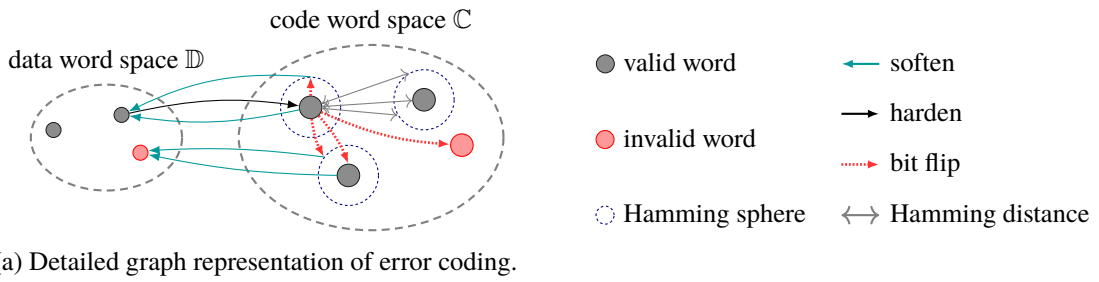 code word space ℂ
data word space 𝔻
valid word
soften
harden
invalid word
bit flip
Hamming sphere
Hamming distance
a) Detailed graph representation of error coding.